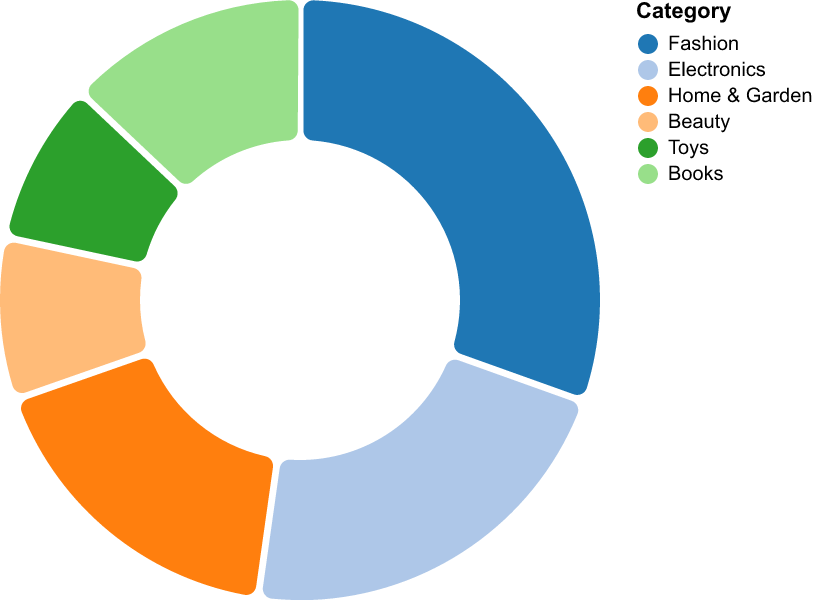 Category
Fashion
Electronics
Home & Garden
Beauty
Toys
Books